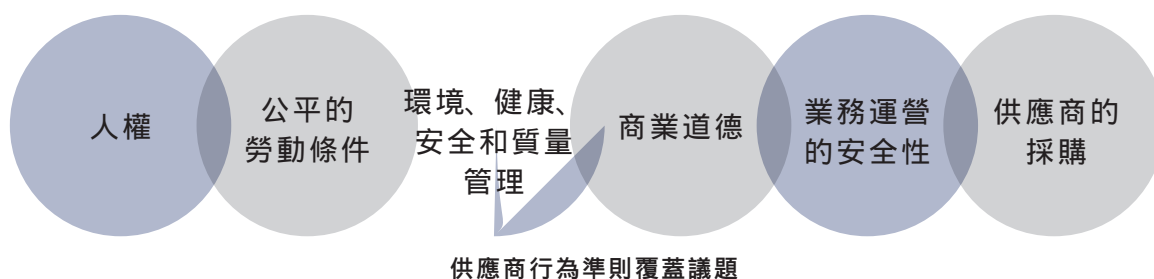 人權
公平的
勞動條件
環境、健康、
安全和質量
管理
商業道德
業務運營
的安全性
供應商的
採購
供應商行為準則覆蓋議題